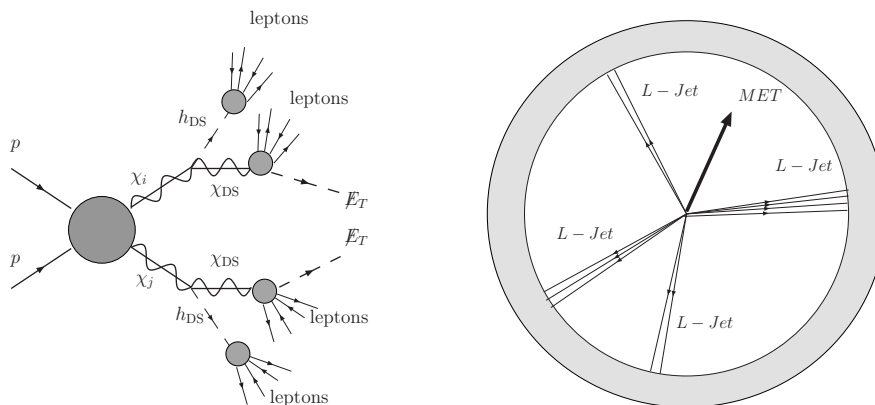 leptons
leptons
h_DS
p
χ_i
χ_DS
E̸_T
E̸_T
p
χ_j
χ_DS
h_DS
leptons
leptons
L − Jet
MET
L − Jet
L − Jet
L − Jet